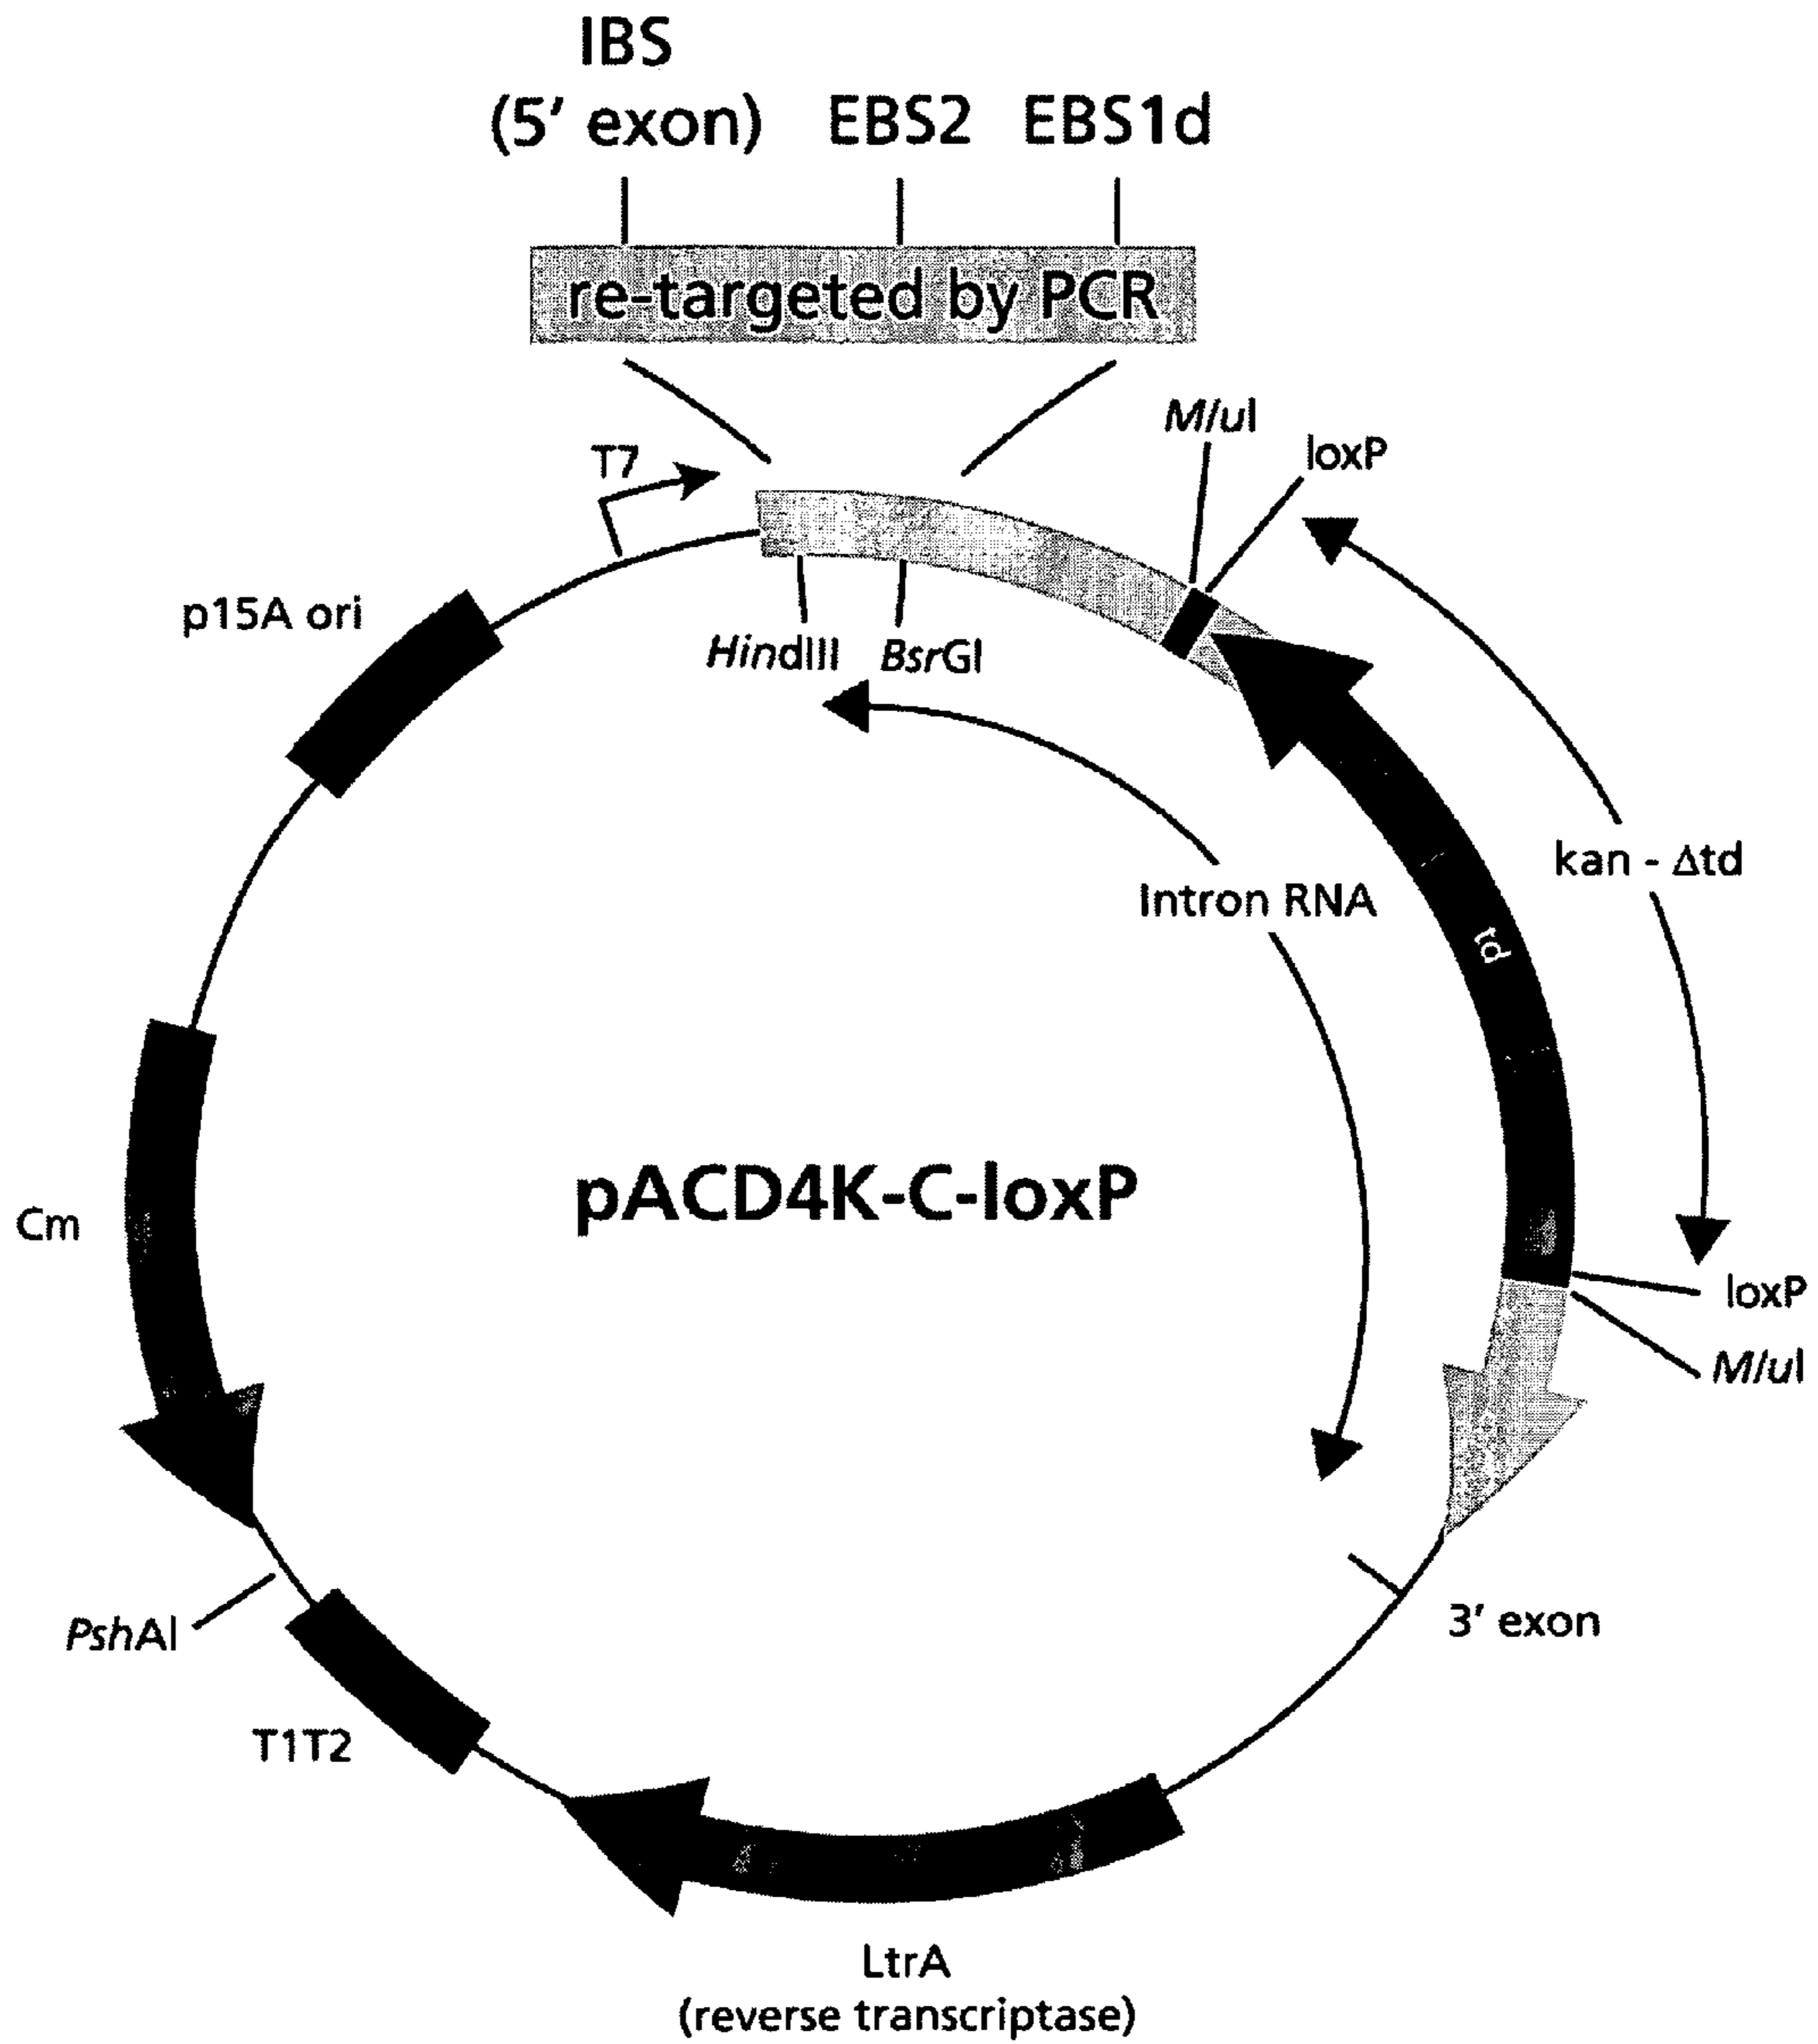 IBS
(5′ exon) EBS2 EBS1d
re-targeted by PCR
MluI
loxP
T7
p15A ori
HindIII BsrGI
kan - Δtd
Intron RNA
td
pACD4K-C-loxP
Cm
loxP
MluI
3′ exon
PshAI
T1T2
LtrA
(reverse transcriptase)